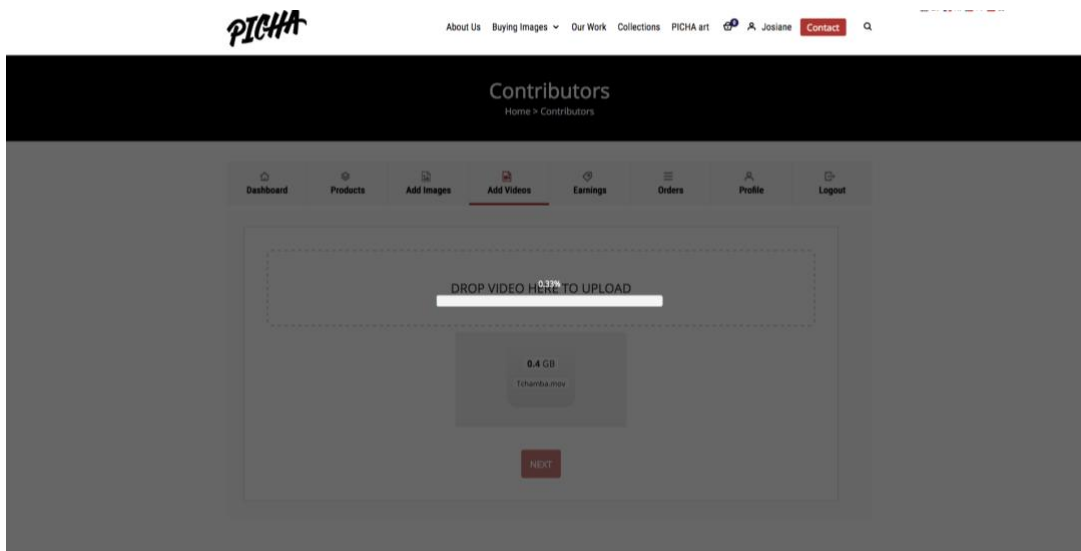 PICHA
About Us Buying Images Our Work Collections PICHA art 0 Josiane Contact
Contributors
Home > Contributors
Dashboard Products Add Images Add Videos Earnings Orders Profile Logout
0.33%
DROP VIDEO HERE TO UPLOAD
0.4 GB
Tchamba.mov
NEXT